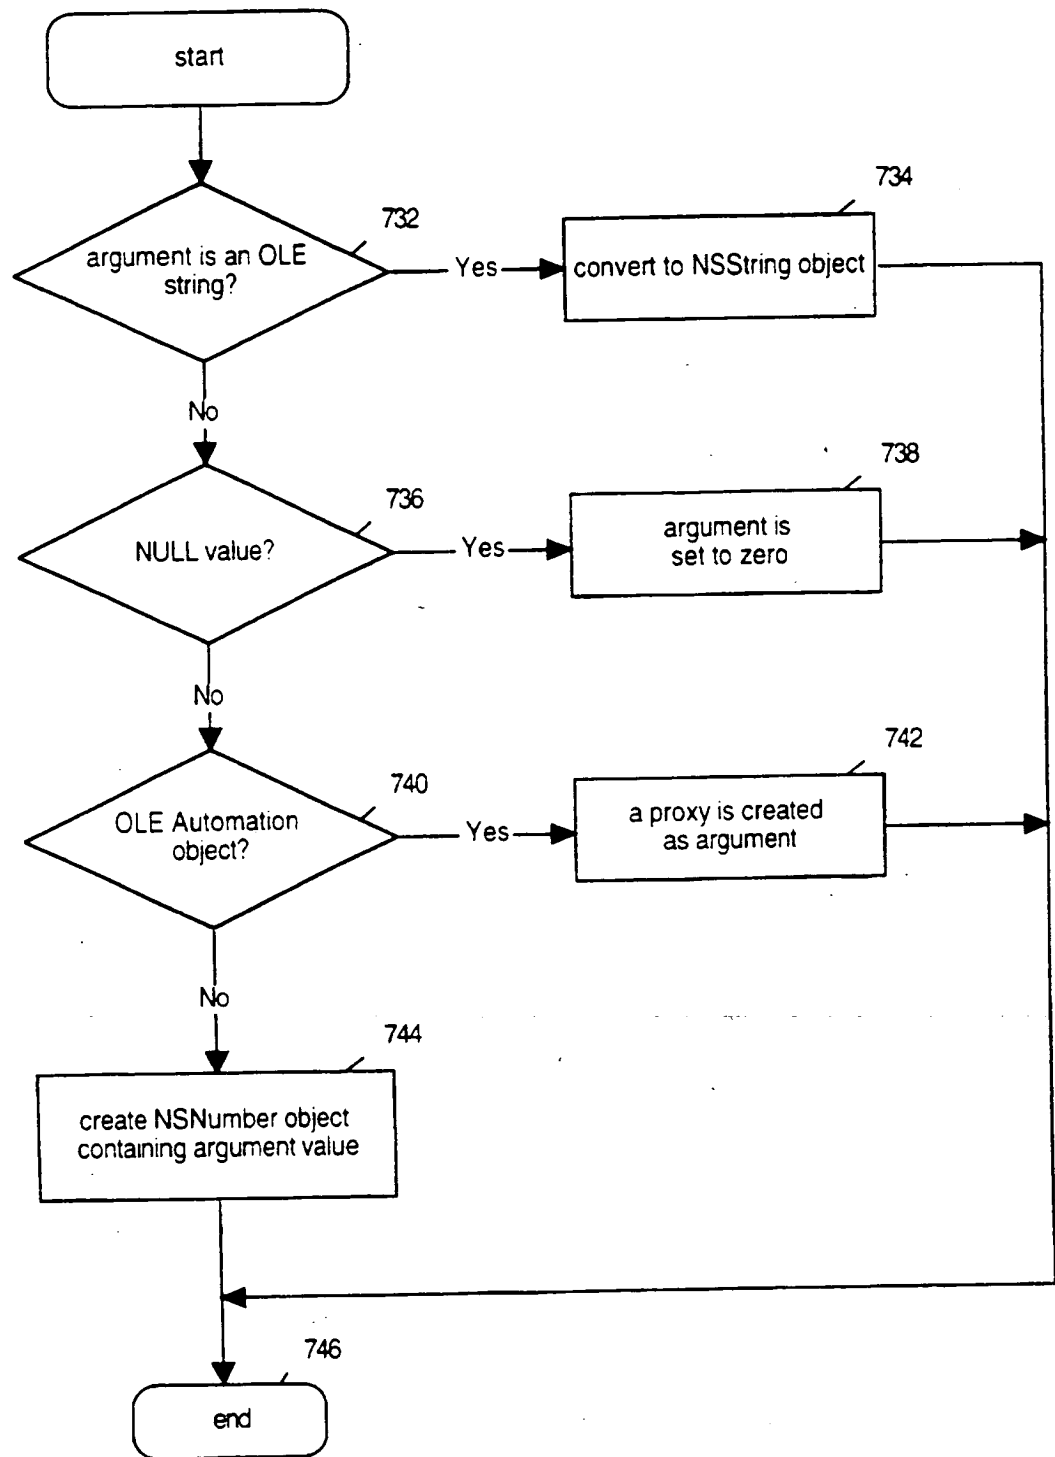 start
732
argument is an OLE
string?
Yes
734
convert to NSString object
No
736
NULL value?
Yes
738
argument is
set to zero
No
740
OLE Automation
object?
Yes
742
a proxy is created
as argument
No
744
create NSNumber object
containing argument value
746
end